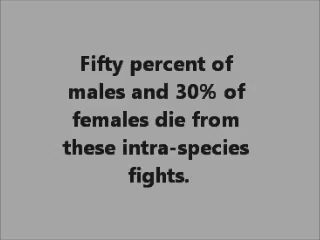 Fifty percent of
males and 30% of
females die from
these intra-species
fights.